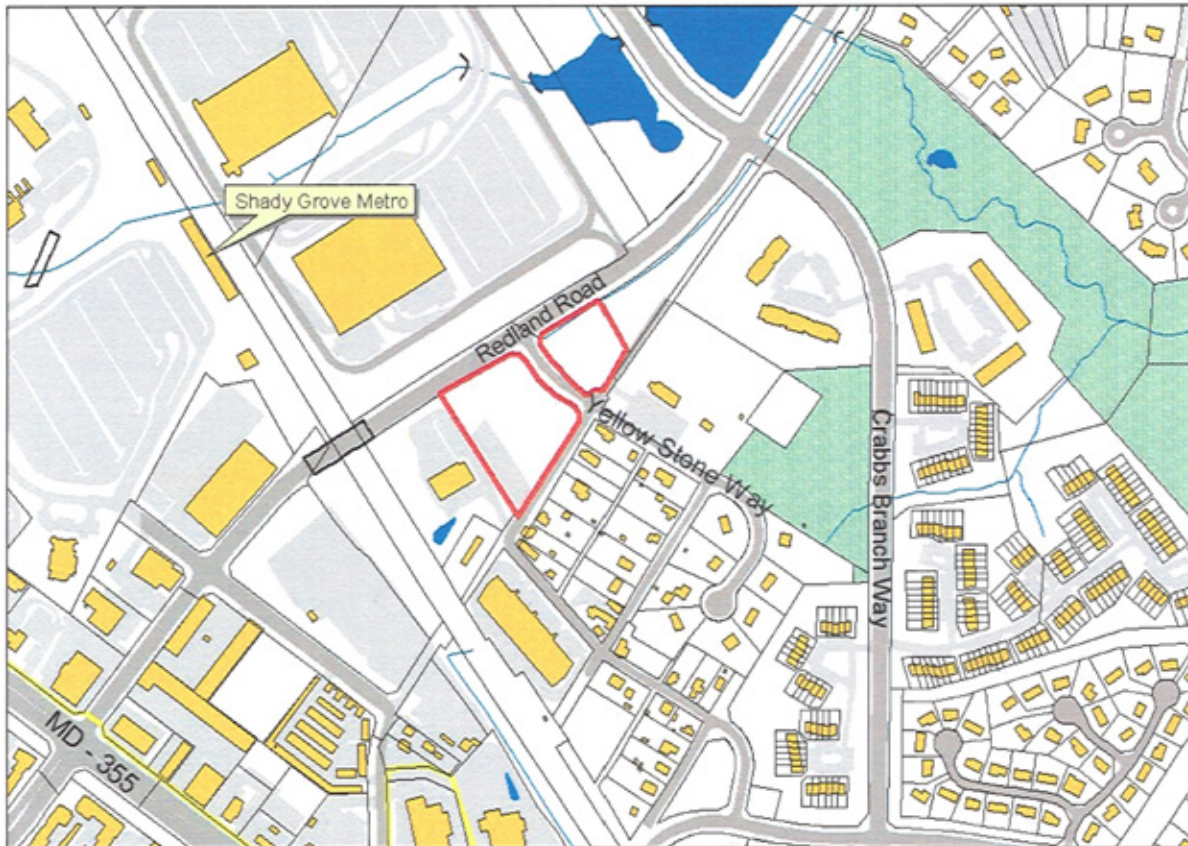 Shady Grove Metro
Redland Road
Yellow Stone Way
Crabbs Branch Way
MD - 355